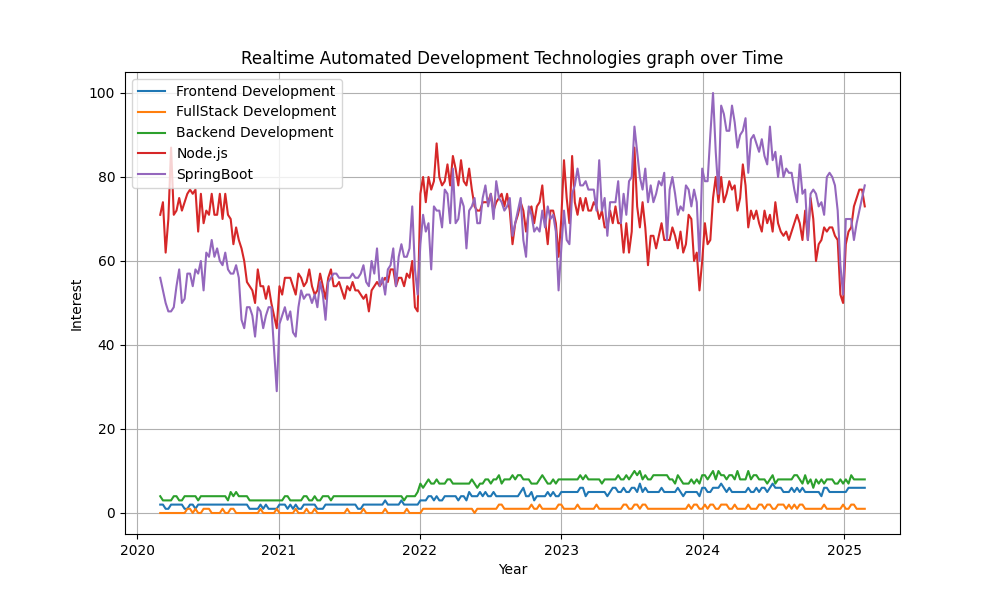 Realtime Automated Development Technologies graph over Time
Frontend Development
FullStack Development
Backend Development
Node.js
SpringBoot
100
80
60
40
20
0
Interest
2020 2021 2022 2023 2024 2025
Year